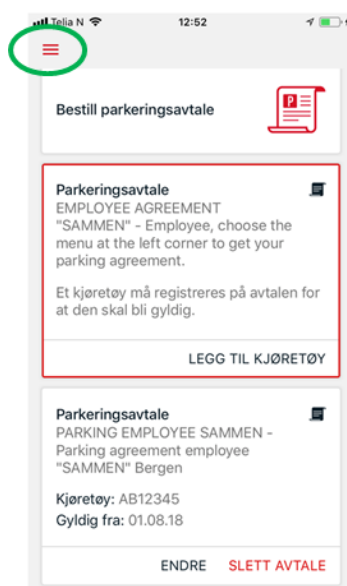 Telia N 12:52
Bestill parkeringsavtale
P
Parkeringsavtale
EMPLOYEE AGREEMENT
"SAMMEN" - Employee, choose the
menu at the left corner to get your
parking agreement.
Et kjøretøy må registreres på avtalen for
at den skal bli gyldig.
LEGG TIL KJØRETØY
Parkeringsavtale
PARKING EMPLOYEE SAMMEN -
Parking agreement employee
"SAMMEN" Bergen
Kjøretøy: AB12345
Gyldig fra: 01.08.18
ENDRE SLETT AVTALE